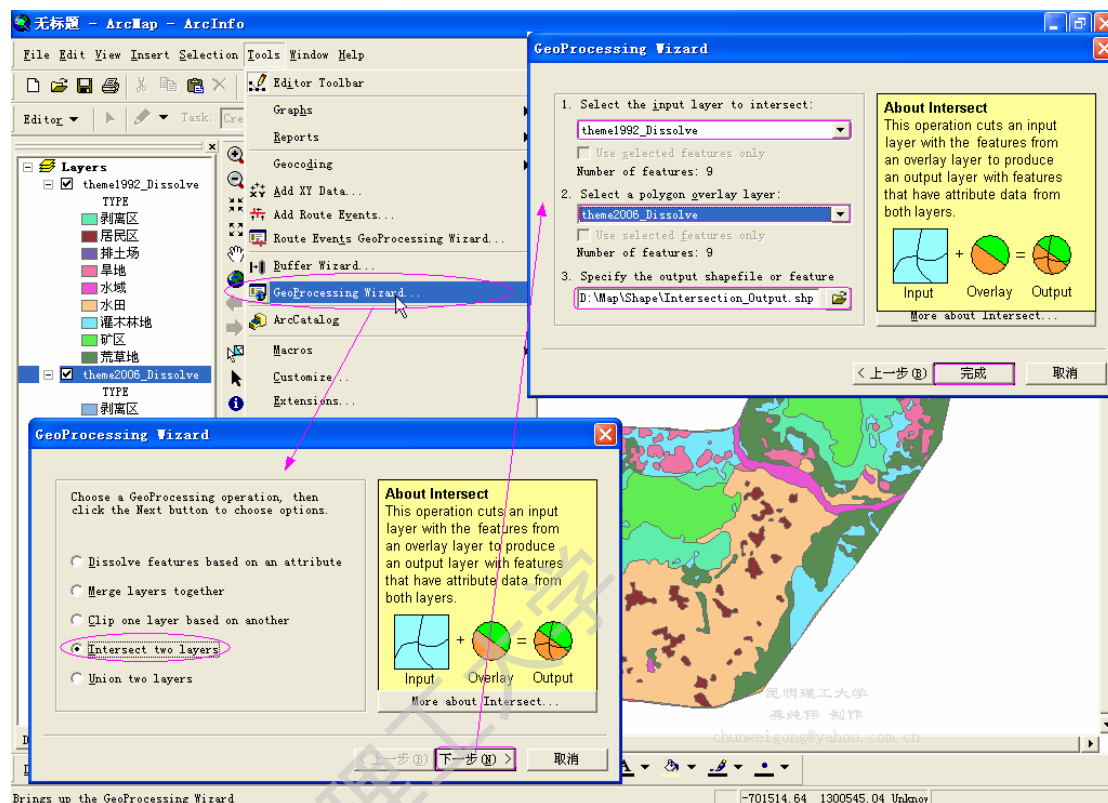 无标题 - ArcMap - ArcInfo
File Edit View Insert Selection Tools Window Help
Editor Task: Cre
Layers
theme1992_Dissolve
TYPE
剥离区
居民区
排土场
旱地
水域
水田
灌木林地
矿区
荒草地
theme2006_Dissolve
TYPE
剥离区
Editor Toolbar
Graphs
Reports
Geocoding
Add XY Data...
Add Route Events...
Route Events GeoProcessing Wizard...
Buffer Wizard...
GeoProcessing Wizard...
ArcCatalog
Macros
Customize...
Extensions...
GeoProcessing Wizard
1. Select the input layer to intersect:
theme1992_Dissolve
Use selected features only
Number of features: 9
2. Select a polygon overlay layer:
theme2006_Dissolve
Use selected features only
Number of features: 9
3. Specify the output shapefile or feature
D:\Map\Shape\Intersection_Output.shp
About Intersect
This operation cuts an input
layer with the features from
an overlay layer to produce
an output layer with features
that have attribute data from
both layers.
Input + Overlay = Output
More about Intersect...
< 上一步(B) 完成 取消
GeoProcessing Wizard
Choose a GeoProcessing operation, then
click the Next button to choose options.
Dissolve features based on an attribute
Merge layers together
Clip one layer based on another
Intersect two layers
Union two layers
About Intersect
This operation cuts an input
layer with the features from
an overlay layer to produce
an output layer with features
that have attribute data from
both layers.
Input + Overlay = Output
More about Intersect...
< 上一步(B) 下一步(N) > 取消
昆明理工大学
龚纯伟 制作
chunweigong@yahoo.com.cn
理工大学
Brings up the GeoProcessing Wizard
-701514.64 1300545.04 Unknov